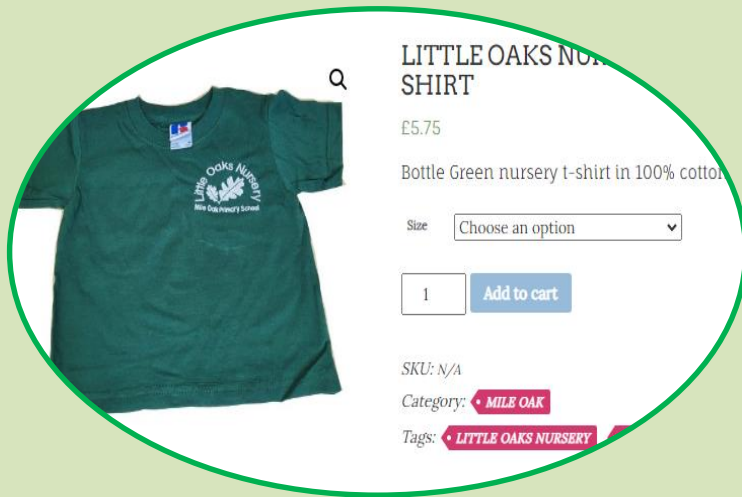 LITTLE OAKS
SHIRT
£5.75
Bottle Green nursery t-shirt in 100% cotton
Size
Choose an option
1
Add to cart
SKU: N/A
Category:
MILE OAK
Tags:
LITTLE OAKS NURSERY
Little Oaks Nursery
Mile Oak Primary School